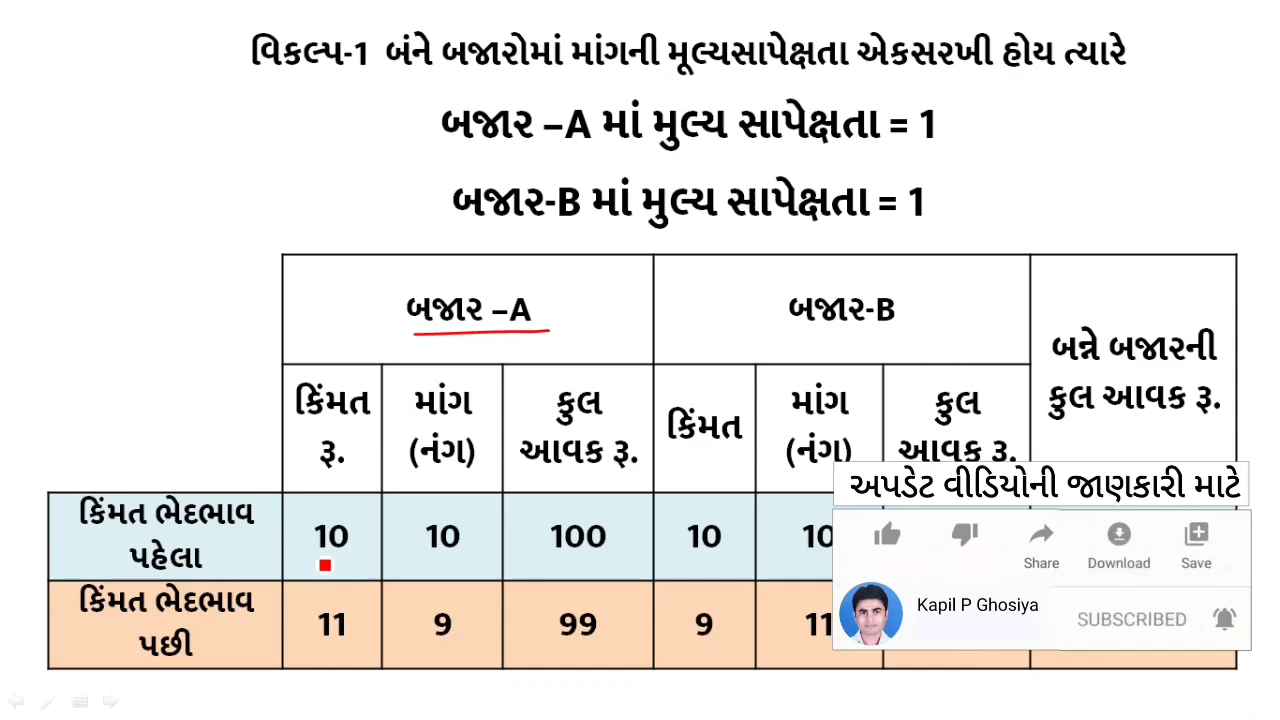 વિકલ્પ-1 બંને બજારોમાં માંગની મૂલ્યસાપેક્ષતા એકસરખી હોય ત્યારે
બજાર –A માં મુલ્ય સાપેક્ષતા = 1
બજાર-B માં મુલ્ય સાપેક્ષતા = 1
બજાર –A બજાર-B બન્ને બજારની
કુલ આવક રૂ.
કિંમત માંગ કુલ કિંમત માંગ કુલ
રૂ. (નંગ) આવક રૂ. (નંગ) આવક રૂ.
અપડેટ વીડિયોની જાણકારી માટે
કિંમત ભેદભાવ
પહેલા
10 10 100 10 10
Share Download Save
કિંમત ભેદભાવ
પછી
11 9 99 9 11
Kapil P Ghosiya
SUBSCRIBED